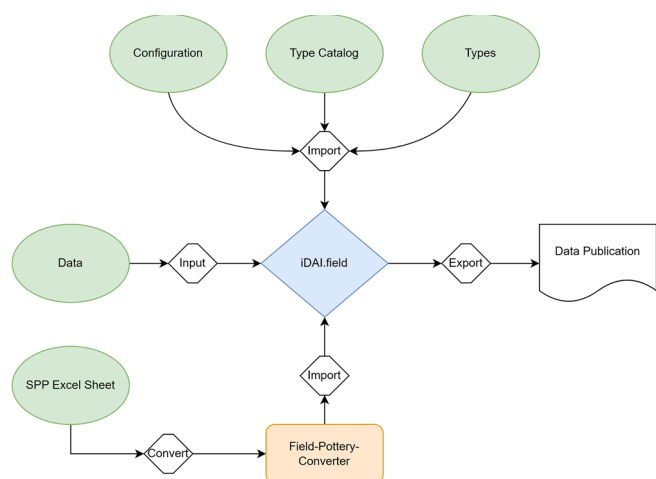 Configuration
Type Catalog
Types
Import
Data
Input
iDAI.field
Export
Data Publication
Import
SPP Excel Sheet
Convert
Field-Pottery-
Converter